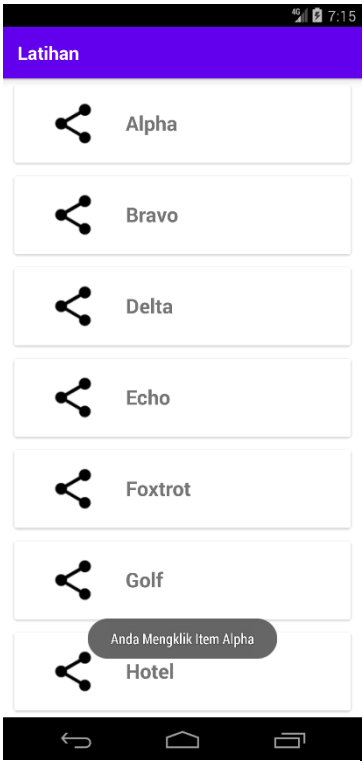 4G 7:15
Latihan
Alpha
Bravo
Delta
Echo
Foxtrot
Golf
Anda Mengklik Item Alpha
Hotel